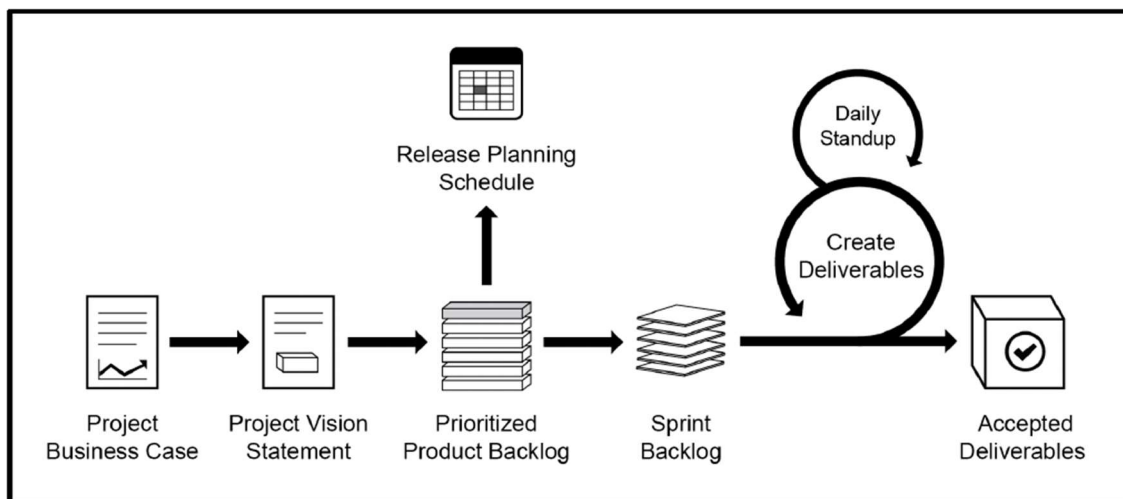 Release Planning
Schedule
Daily
Standup
Create
Deliverables
Project
Business Case
Project Vision
Statement
Prioritized
Product Backlog
Sprint
Backlog
Accepted
Deliverables